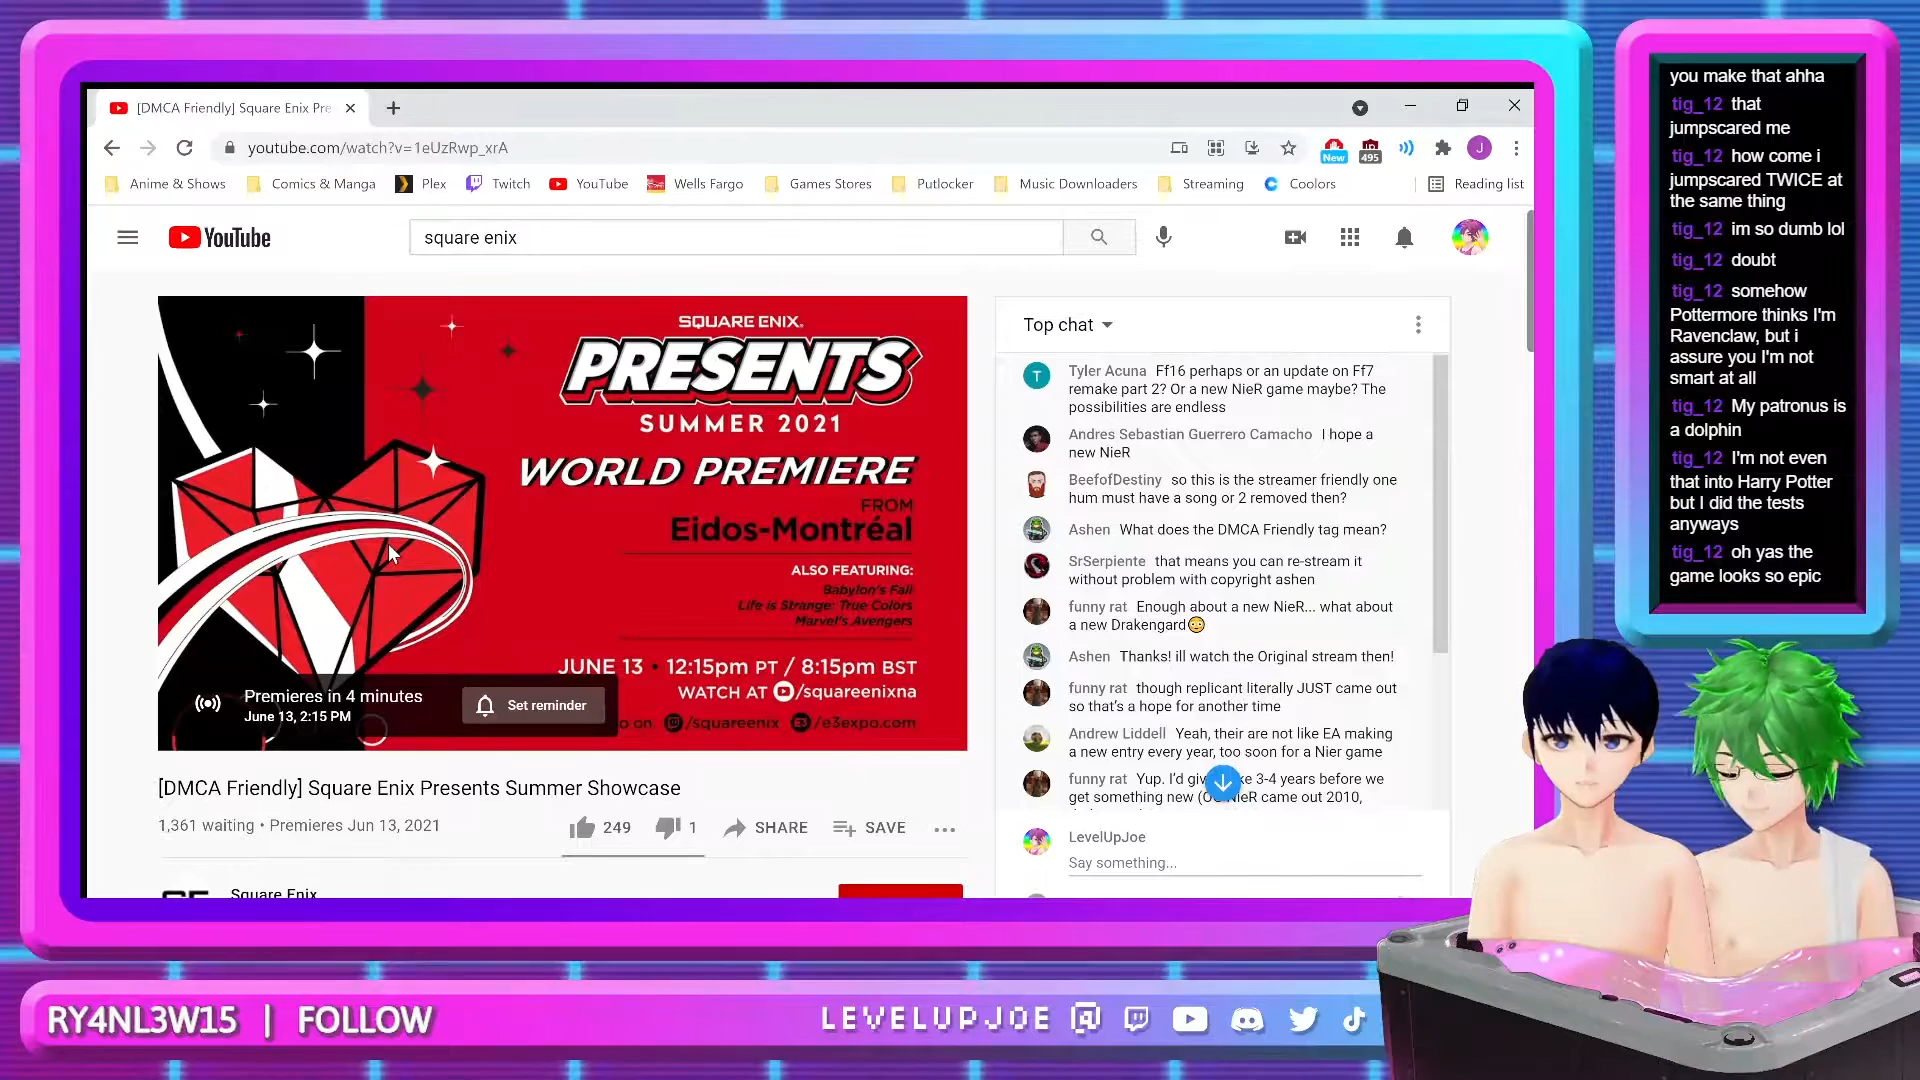 [DMCA Friendly] Square Enix Pre
youtube.com/watch?v=1eUzRwp_xrA
New
495
J
Anime & Shows
Comics & Manga
Plex
Twitch
YouTube
Wells Fargo
Games Stores
Putlocker
Music Downloaders
Streaming
Coolors
Reading list
YouTube
square enix
SQUARE ENIX.
PRESENTS
SUMMER 2021
WORLD PREMIERE
FROM
Eidos-Montréal
ALSO FEATURING:
Babylon's Fall
Life is Strange: True Colors
Marvel's Avengers
JUNE 13 • 12:15pm PT / 8:15pm BST
WATCH AT /squareenixna
o on /squareenix E3/e3expo.com
Premieres in 4 minutes
June 13, 2:15 PM
Set reminder
[DMCA Friendly] Square Enix Presents Summer Showcase
1,361 waiting • Premieres Jun 13, 2021
249
1
SHARE
SAVE
Square Enix
Top chat
T
Tyler Acuna Ff16 perhaps or an update on Ff7
remake part 2? Or a new NieR game maybe? The
possibilities are endless
Andres Sebastian Guerrero Camacho I hope a
new NieR
BeefofDestiny so this is the streamer friendly one
hum must have a song or 2 removed then?
Ashen What does the DMCA Friendly tag mean?
SrSerpiente that means you can re-stream it
without problem with copyright ashen
funny rat Enough about a new NieR... what about
a new Drakengard😳
Ashen Thanks! ill watch the Original stream then!
funny rat though replicant literally JUST came out
so that's a hope for another time
Andrew Liddell Yeah, their are not like EA making
a new entry every year, too soon for a Nier game
funny rat Yup. I'd giv ke 3-4 years before we
get something new (OG NieR came out 2010,
LevelUpJoe
Say something...
you make that ahha
tig_12 that
jumpscared me
tig_12 how come i
jumpscared TWICE at
the same thing
tig_12 im so dumb lol
tig_12 doubt
tig_12 somehow
Pottermore thinks I'm
Ravenclaw, but i
assure you I'm not
smart at all
tig_12 My patronus is
a dolphin
tig_12 I'm not even
that into Harry Potter
but I did the tests
anyways
tig_12 oh yas the
game looks so epic
RY4NL3W15 | FOLLOW
LEVELUPJOE @